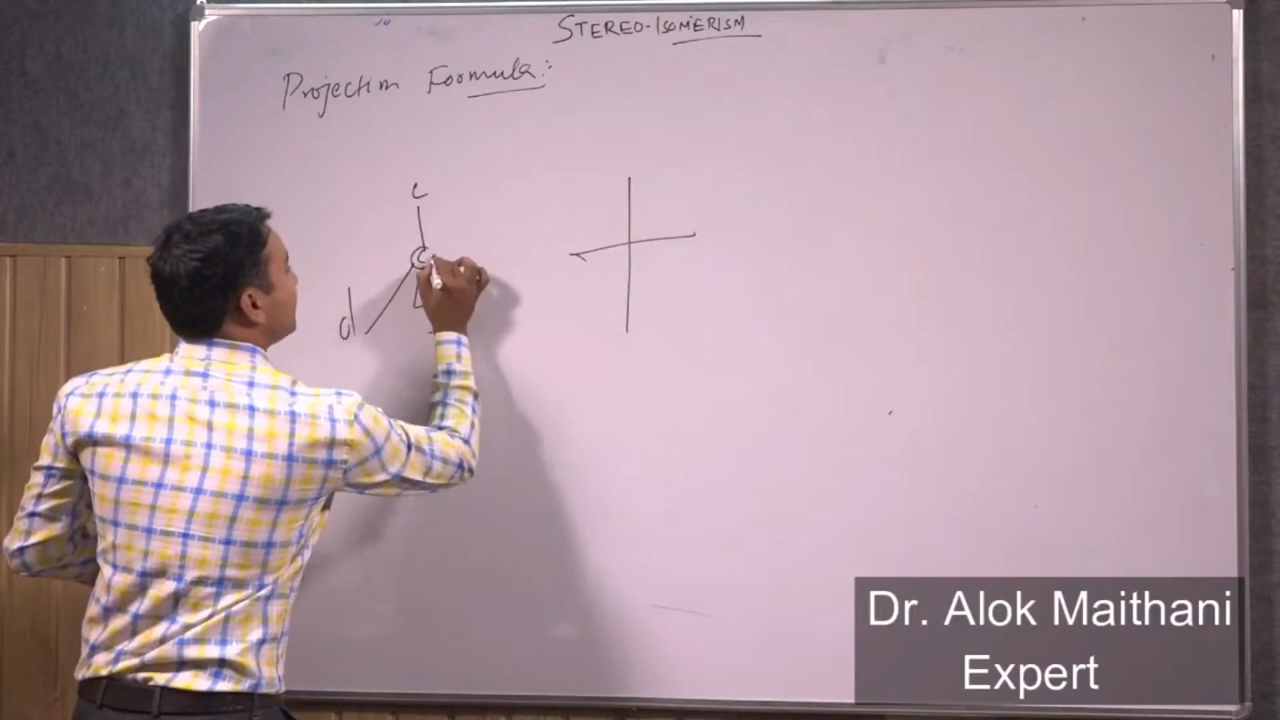 STEREO-ISOMERISM
Projection Formula:
c
C
d
Dr. Alok Maithani
Expert